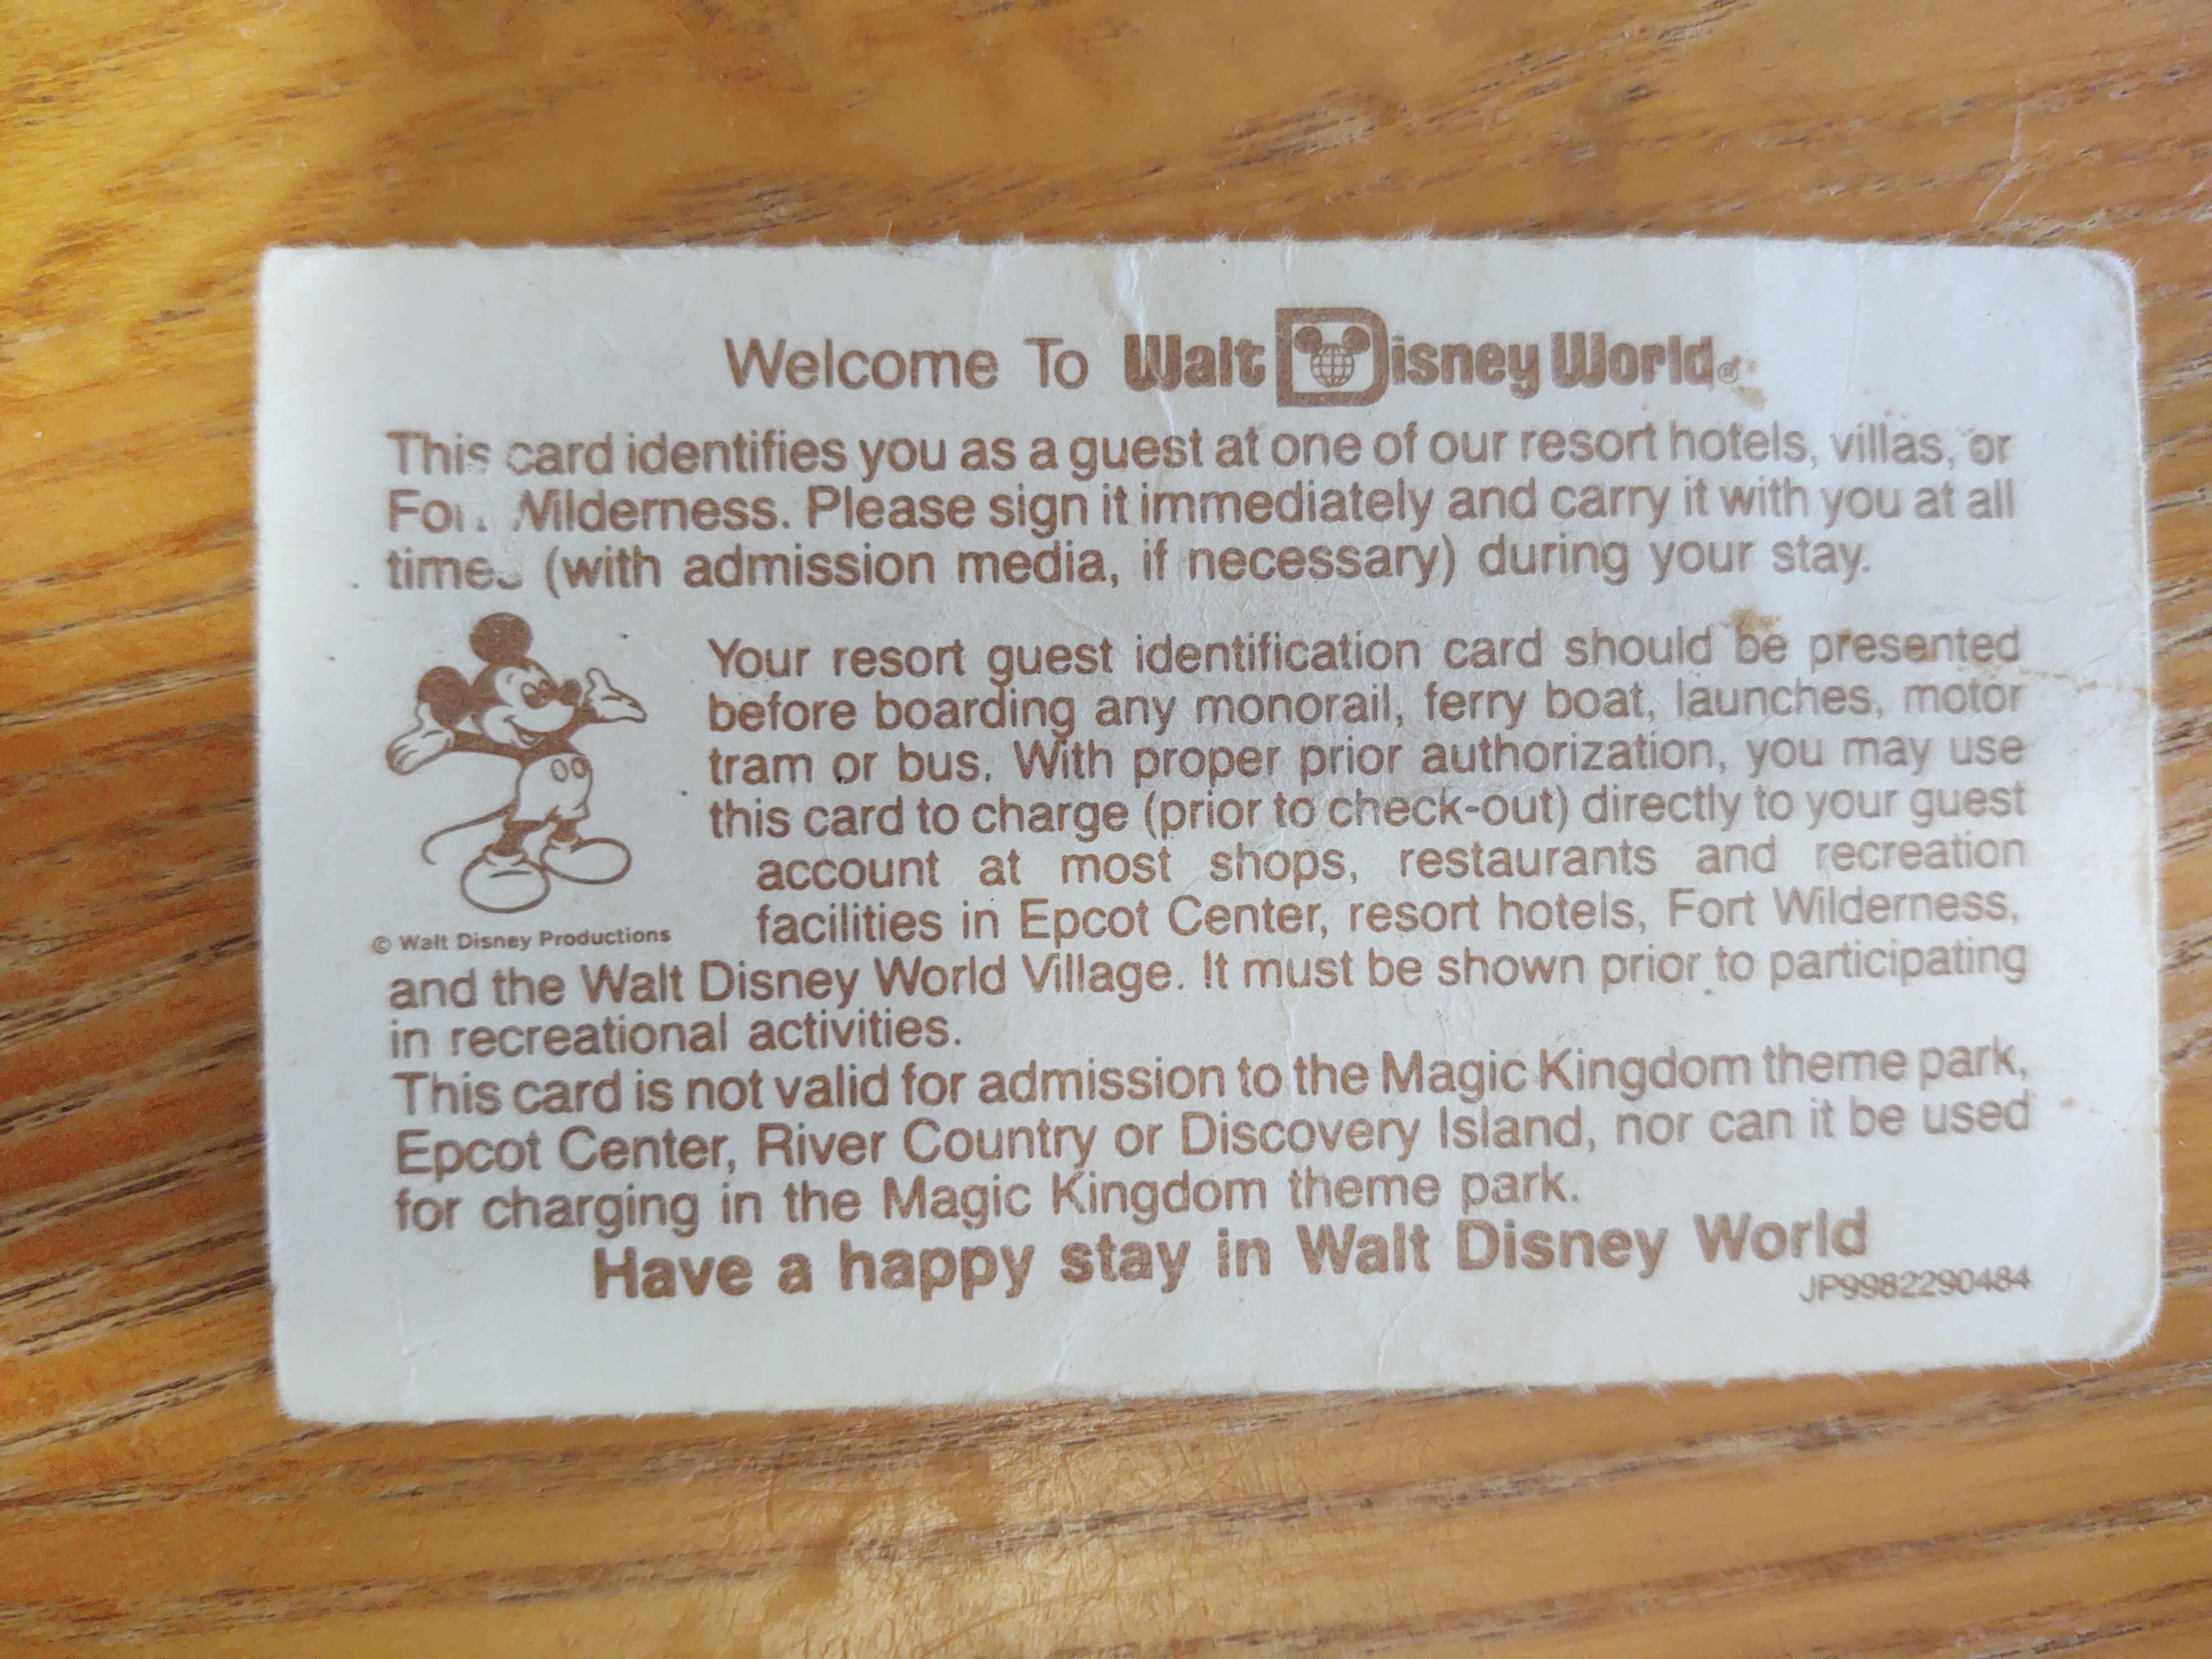 Welcome To Walt Disney World®
This card identifies you as a guest at one of our resort hotels, villas, or
Fort Wilderness. Please sign it immediately and carry it with you at all
times (with admission media, if necessary) during your stay.
Your resort guest identification card should be presented
before boarding any monorail, ferry boat, launches, motor
tram or bus. With proper prior authorization, you may use
this card to charge (prior to check-out) directly to your guest
account at most shops, restaurants and recreation
facilities in Epcot Center, resort hotels, Fort Wilderness,
© Walt Disney Productions
and the Walt Disney World Village. It must be shown prior to participating
in recreational activities.
This card is not valid for admission to the Magic Kingdom theme park,
Epcot Center, River Country or Discovery Island, nor can it be used
for charging in the Magic Kingdom theme park.
Have a happy stay in Walt Disney World
JP9982290484